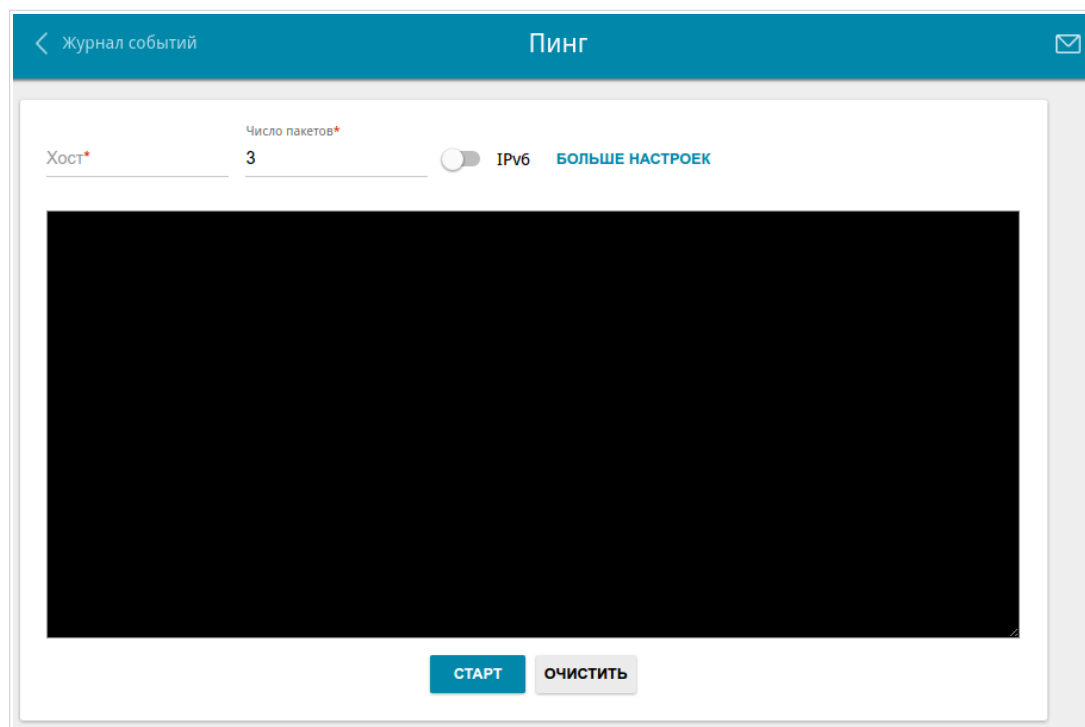 Журнал событий
Пинг
Хост*
Число пакетов*
3
IPv6
БОЛЬШЕ НАСТРОЕК
СТАРТ
ОЧИСТИТЬ